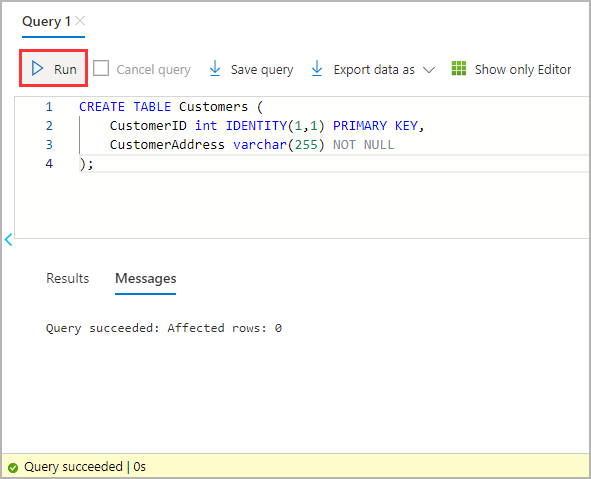 Query 1
Run Cancel query Save query Export data as Show only Editor
1 CREATE TABLE Customers (
2 CustomerID int IDENTITY(1,1) PRIMARY KEY,
3 CustomerAddress varchar(255) NOT NULL
4 );
Results Messages
Query succeeded: Affected rows: 0
Query succeeded | 0s